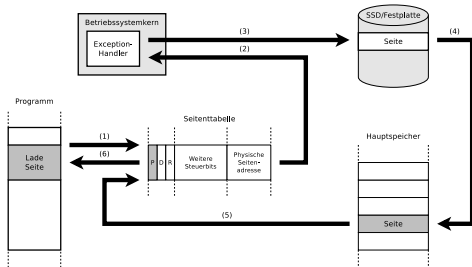 Betriebssystemkern
Exception-
Handler
(3)
(2)
SSD/Festplatte
Seite
(4)
Programm
Lade
Seite
(1)
(6)
Seitenttabelle
P D R
Weitere
Steuerbits
Physische
Seiten-
adresse
(5)
Hauptspeicher
Seite